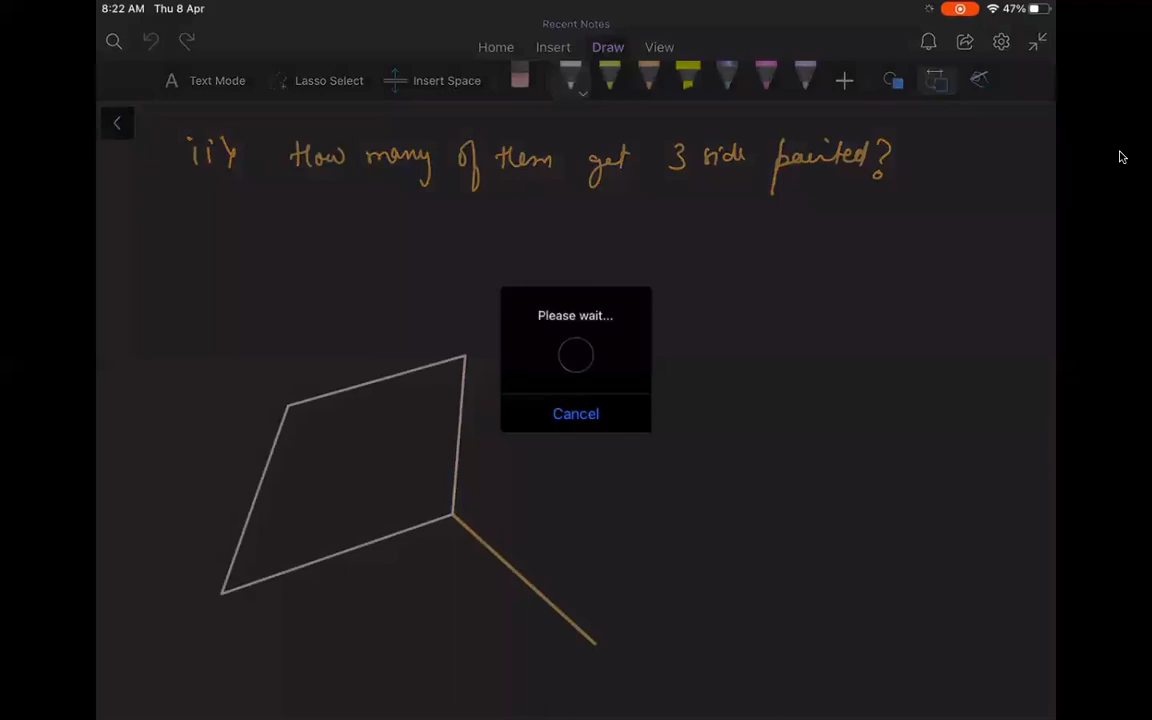 8:22 AM Thu 8 Apr
47%
Recent Notes
Home Insert Draw View
A Text Mode Lasso Select Insert Space
ii) How many of them get 3 side painted?
Please wait...
Cancel